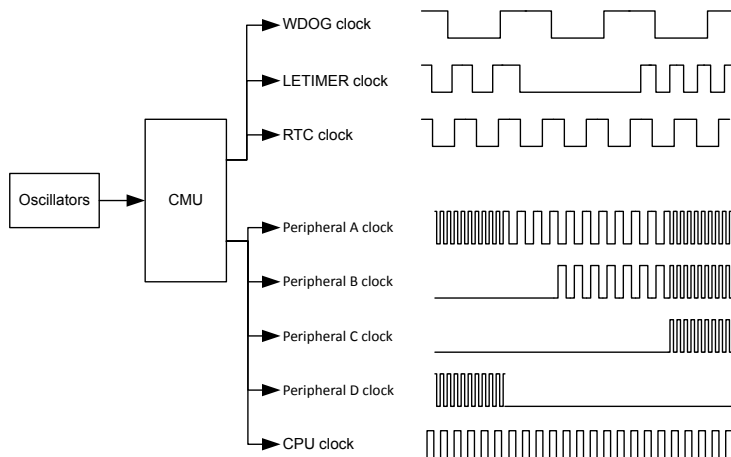 WDOG clock
LETIMER clock
RTC clock
Oscillators
CMU
Peripheral A clock
Peripheral B clock
Peripheral C clock
Peripheral D clock
CPU clock